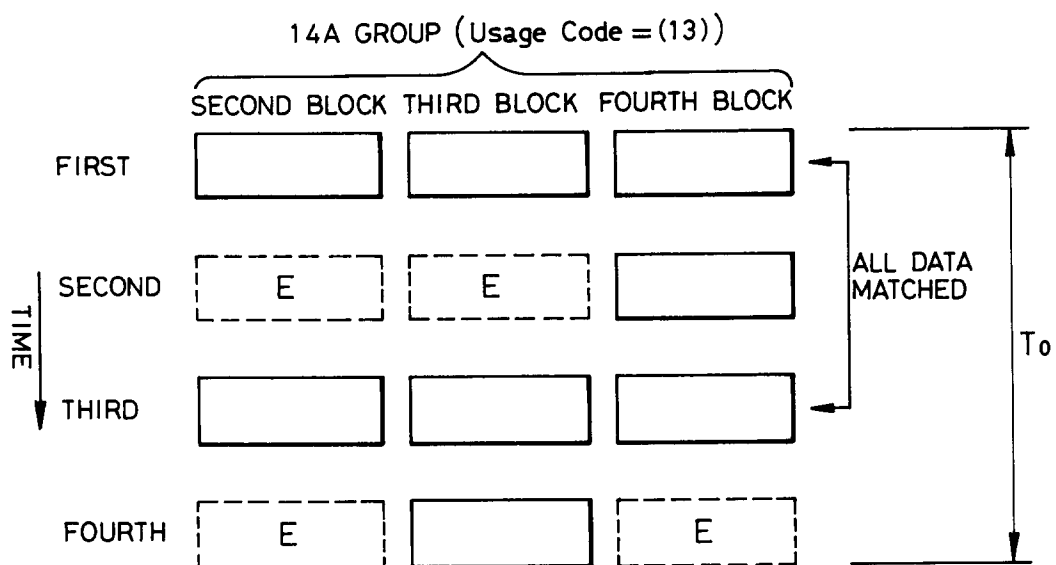 14A GROUP (Usage Code = (13))
SECOND BLOCK THIRD BLOCK FOURTH BLOCK
FIRST
SECOND E E
ALL DATA
MATCHED
TIME
To
THIRD
FOURTH E E